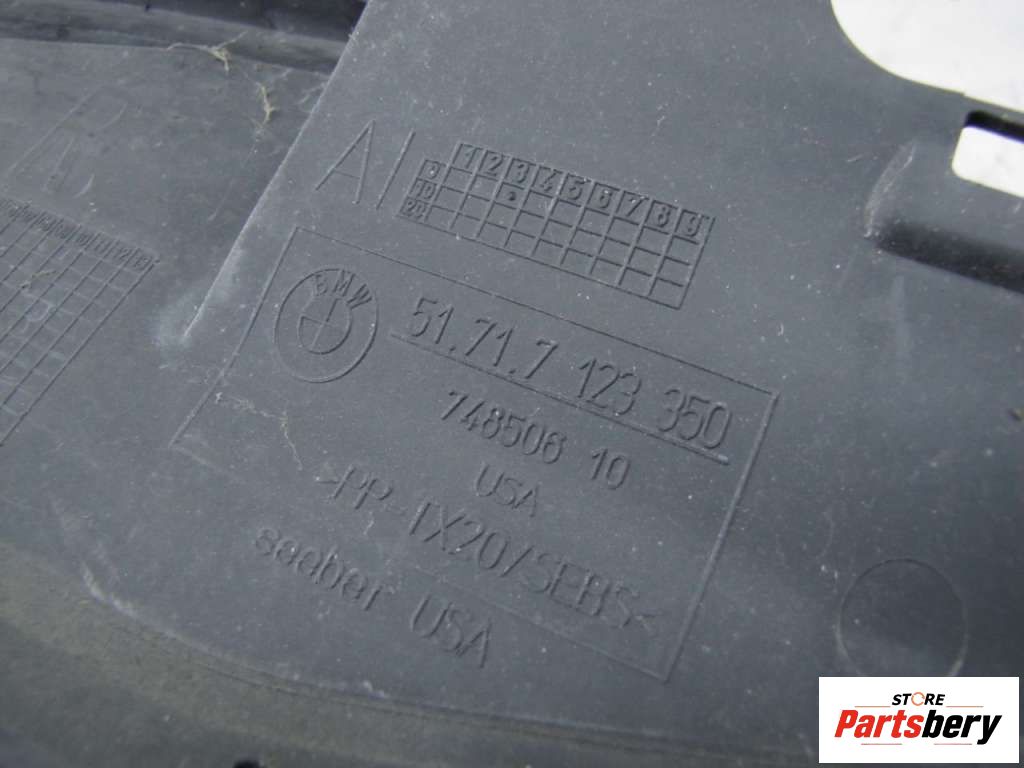 AI
1 2 3 4 5 6 7 8 9
0
10
20
BMW
51.71.7 123 350
748506 10
USA
>PP-TX20/SEBS<
seeber USA
STORE
Partsbery